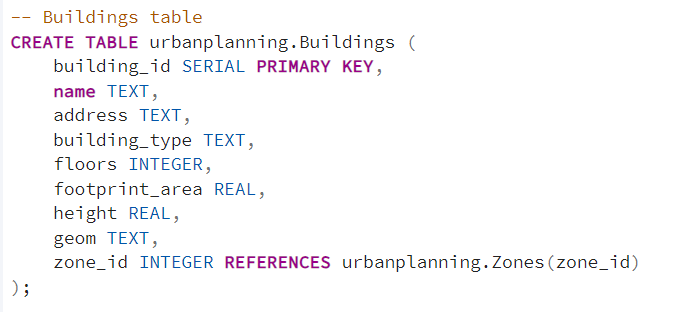 -- Buildings table
CREATE TABLE urbanplanning.Buildings (
    building_id SERIAL PRIMARY KEY,
    name TEXT,
    address TEXT,
    building_type TEXT,
    floors INTEGER,
    footprint_area REAL,
    height REAL,
    geom TEXT,
    zone_id INTEGER REFERENCES urbanplanning.Zones(zone_id)
);